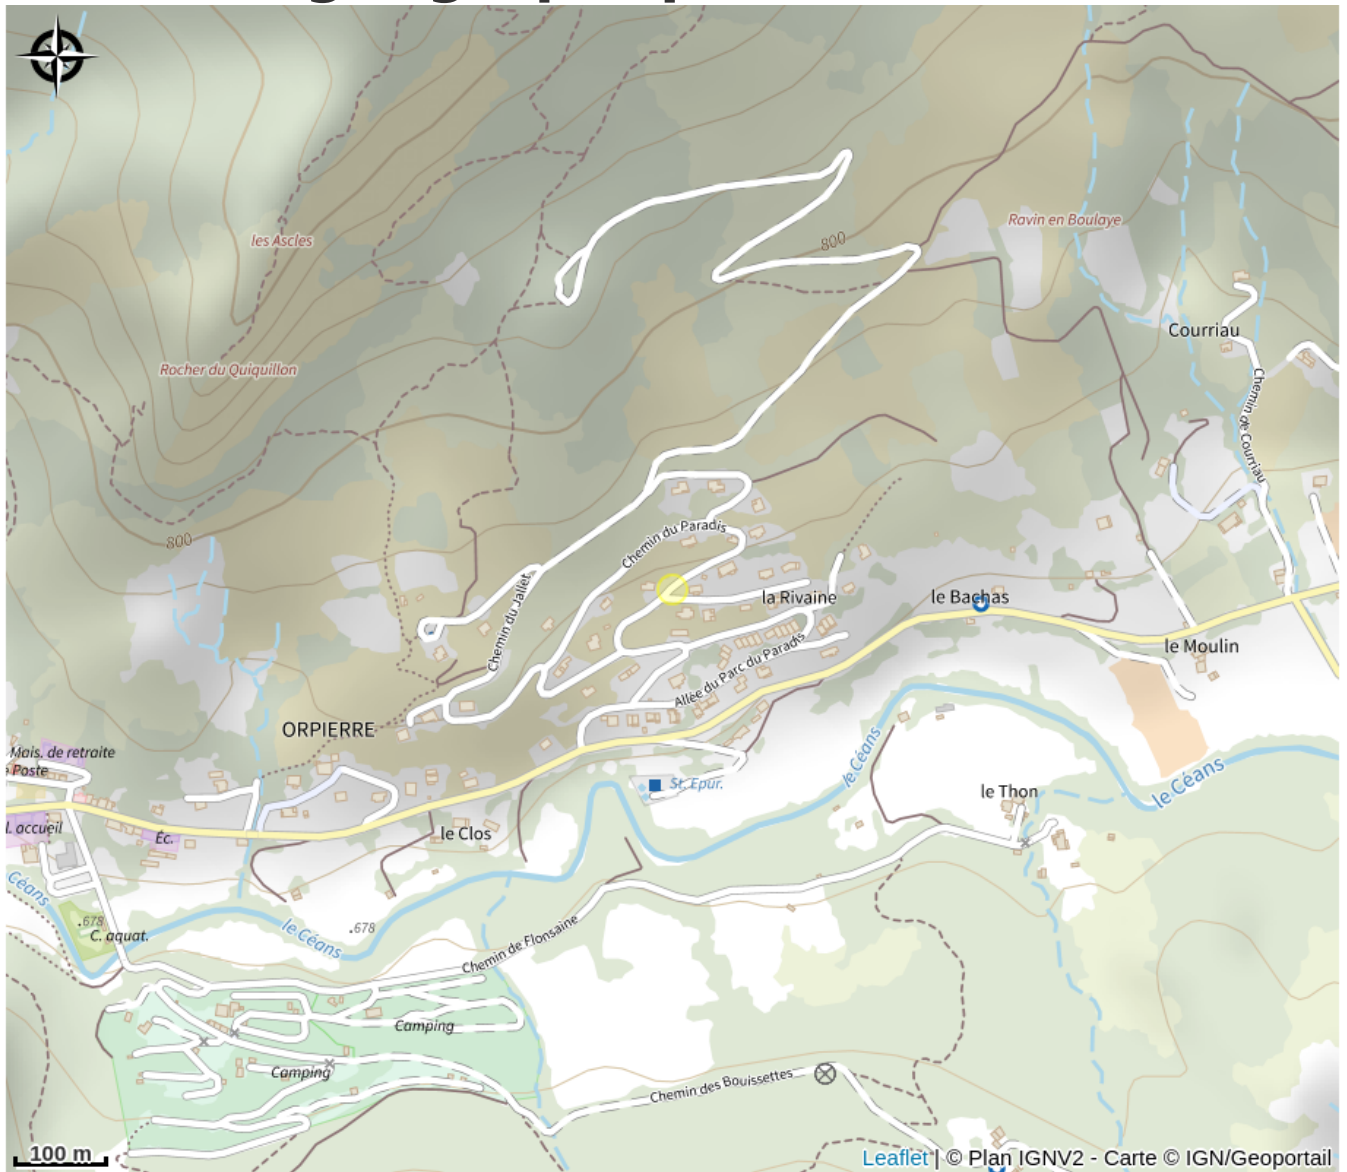 800
les Ascles
Ravin en Boulaye
Rocher du Quiquillon
Courriau
Chemin de Courriau
800
Chemin du Paradis
Chemin du Jallet
la Rivaine
le Bachas
le Moulin
Allée du Parc du Paradis
ORPIERRE
Mais. de retraite
Poste
St. Epur.
le Céans
le Céans
le Thon
l. accueil
Éc.
le Clos
Céans
.678
C. aquat.
le Céans
.678
Chemin de Flonsaine
Camping
Camping
Chemin des Bouissettes
100 m
Leaflet | © Plan IGNV2 - Carte © IGN/Geoportail